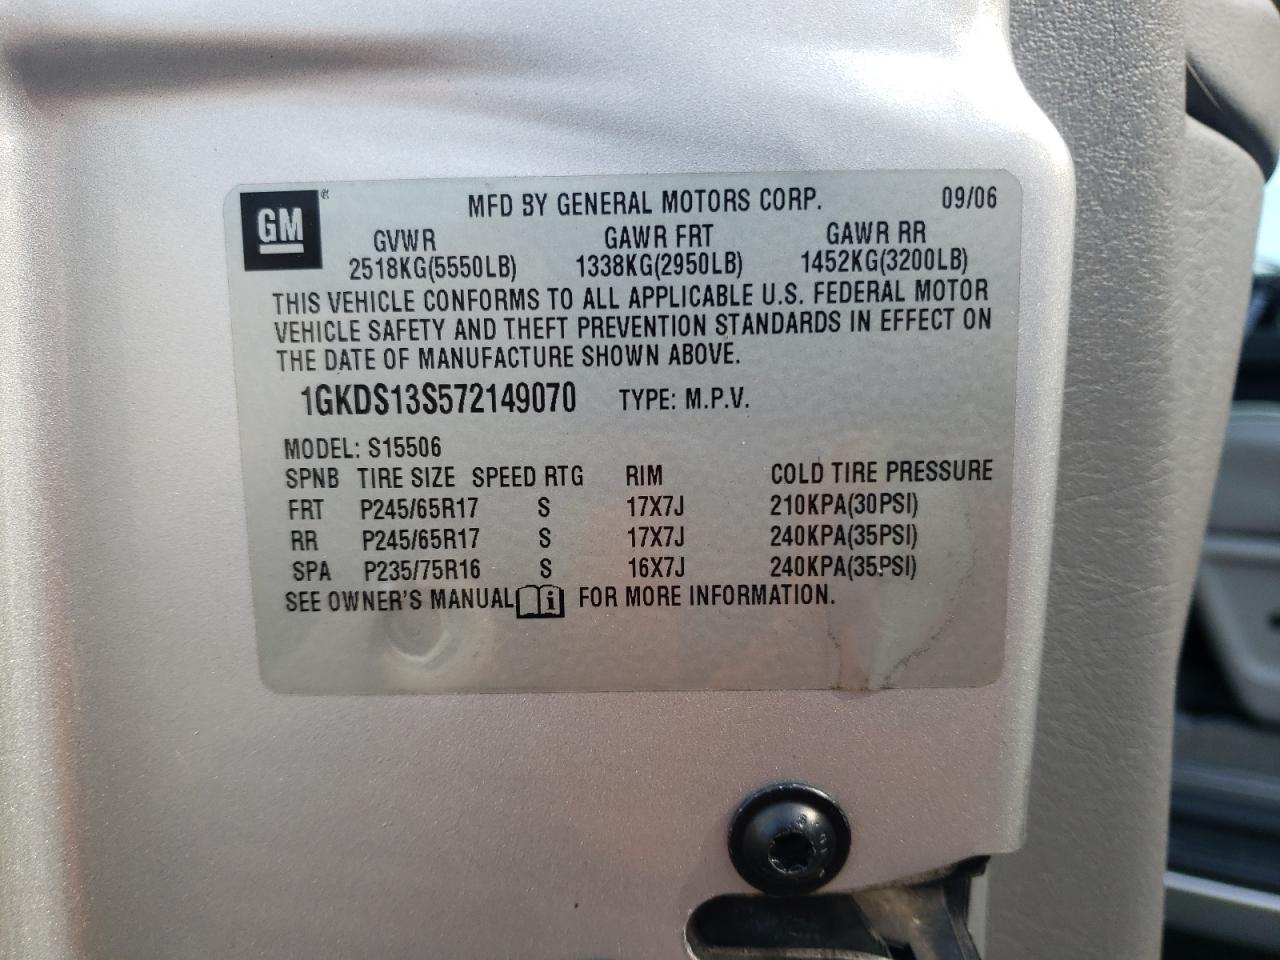 GM ®
MFD BY GENERAL MOTORS CORP. 09/06
GVWR GAWR FRT GAWR RR
2518KG(5550LB) 1338KG(2950LB) 1452KG(3200LB)
THIS VEHICLE CONFORMS TO ALL APPLICABLE U.S. FEDERAL MOTOR
VEHICLE SAFETY AND THEFT PREVENTION STANDARDS IN EFFECT ON
THE DATE OF MANUFACTURE SHOWN ABOVE.
1GKDS13S572149070 TYPE: M.P.V.
MODEL: S15506
SPNB TIRE SIZE SPEED RTG RIM COLD TIRE PRESSURE
FRT P245/65R17 S 17X7J 210KPA(30PSI)
RR P245/65R17 S 17X7J 240KPA(35PSI)
SPA P235/75R16 S 16X7J 240KPA(35PSI)
SEE OWNER'S MANUAL i FOR MORE INFORMATION.